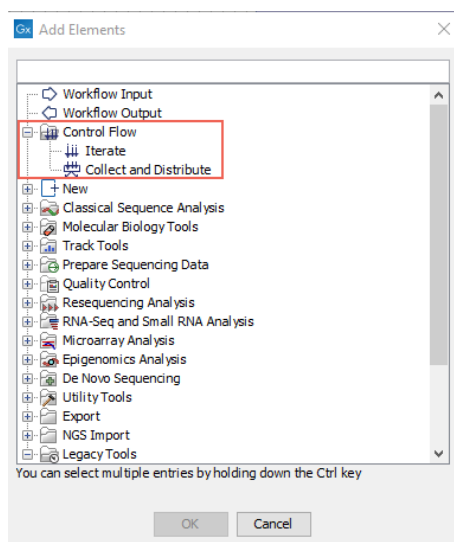 Gx Add Elements
Workflow Input
Workflow Output
Control Flow
Iterate
Collect and Distribute
New
Classical Sequence Analysis
Molecular Biology Tools
Track Tools
Prepare Sequencing Data
Quality Control
Resequencing Analysis
RNA-Seq and Small RNA Analysis
Microarray Analysis
Epigenomics Analysis
De Novo Sequencing
Utility Tools
Export
NGS Import
Legacy Tools
You can select multiple entries by holding down the Ctrl key
OK Cancel